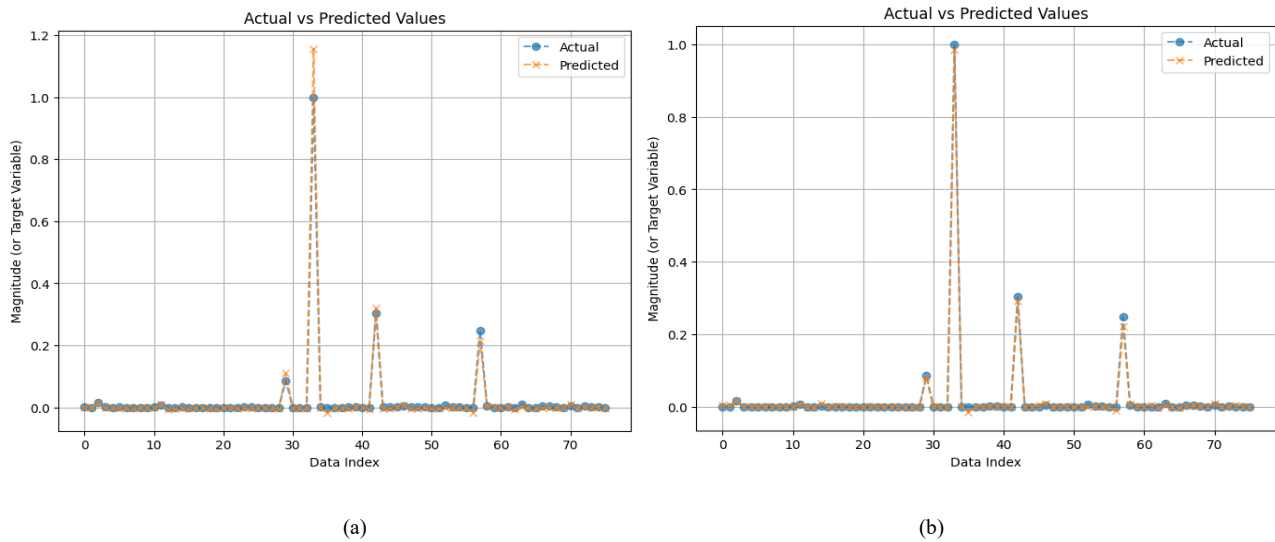 Actual vs Predicted Values
1.2
1.0
0.8
0.6
0.4
0.2
0.0
Magnitude (or Target Variable)
Actual
Predicted
0 10 20 30 40 50 60 70
Data Index
(a)
Actual vs Predicted Values
1.0
0.8
0.6
0.4
0.2
0.0
Magnitude (or Target Variable)
Actual
Predicted
0 10 20 30 40 50 60 70
Data Index
(b)